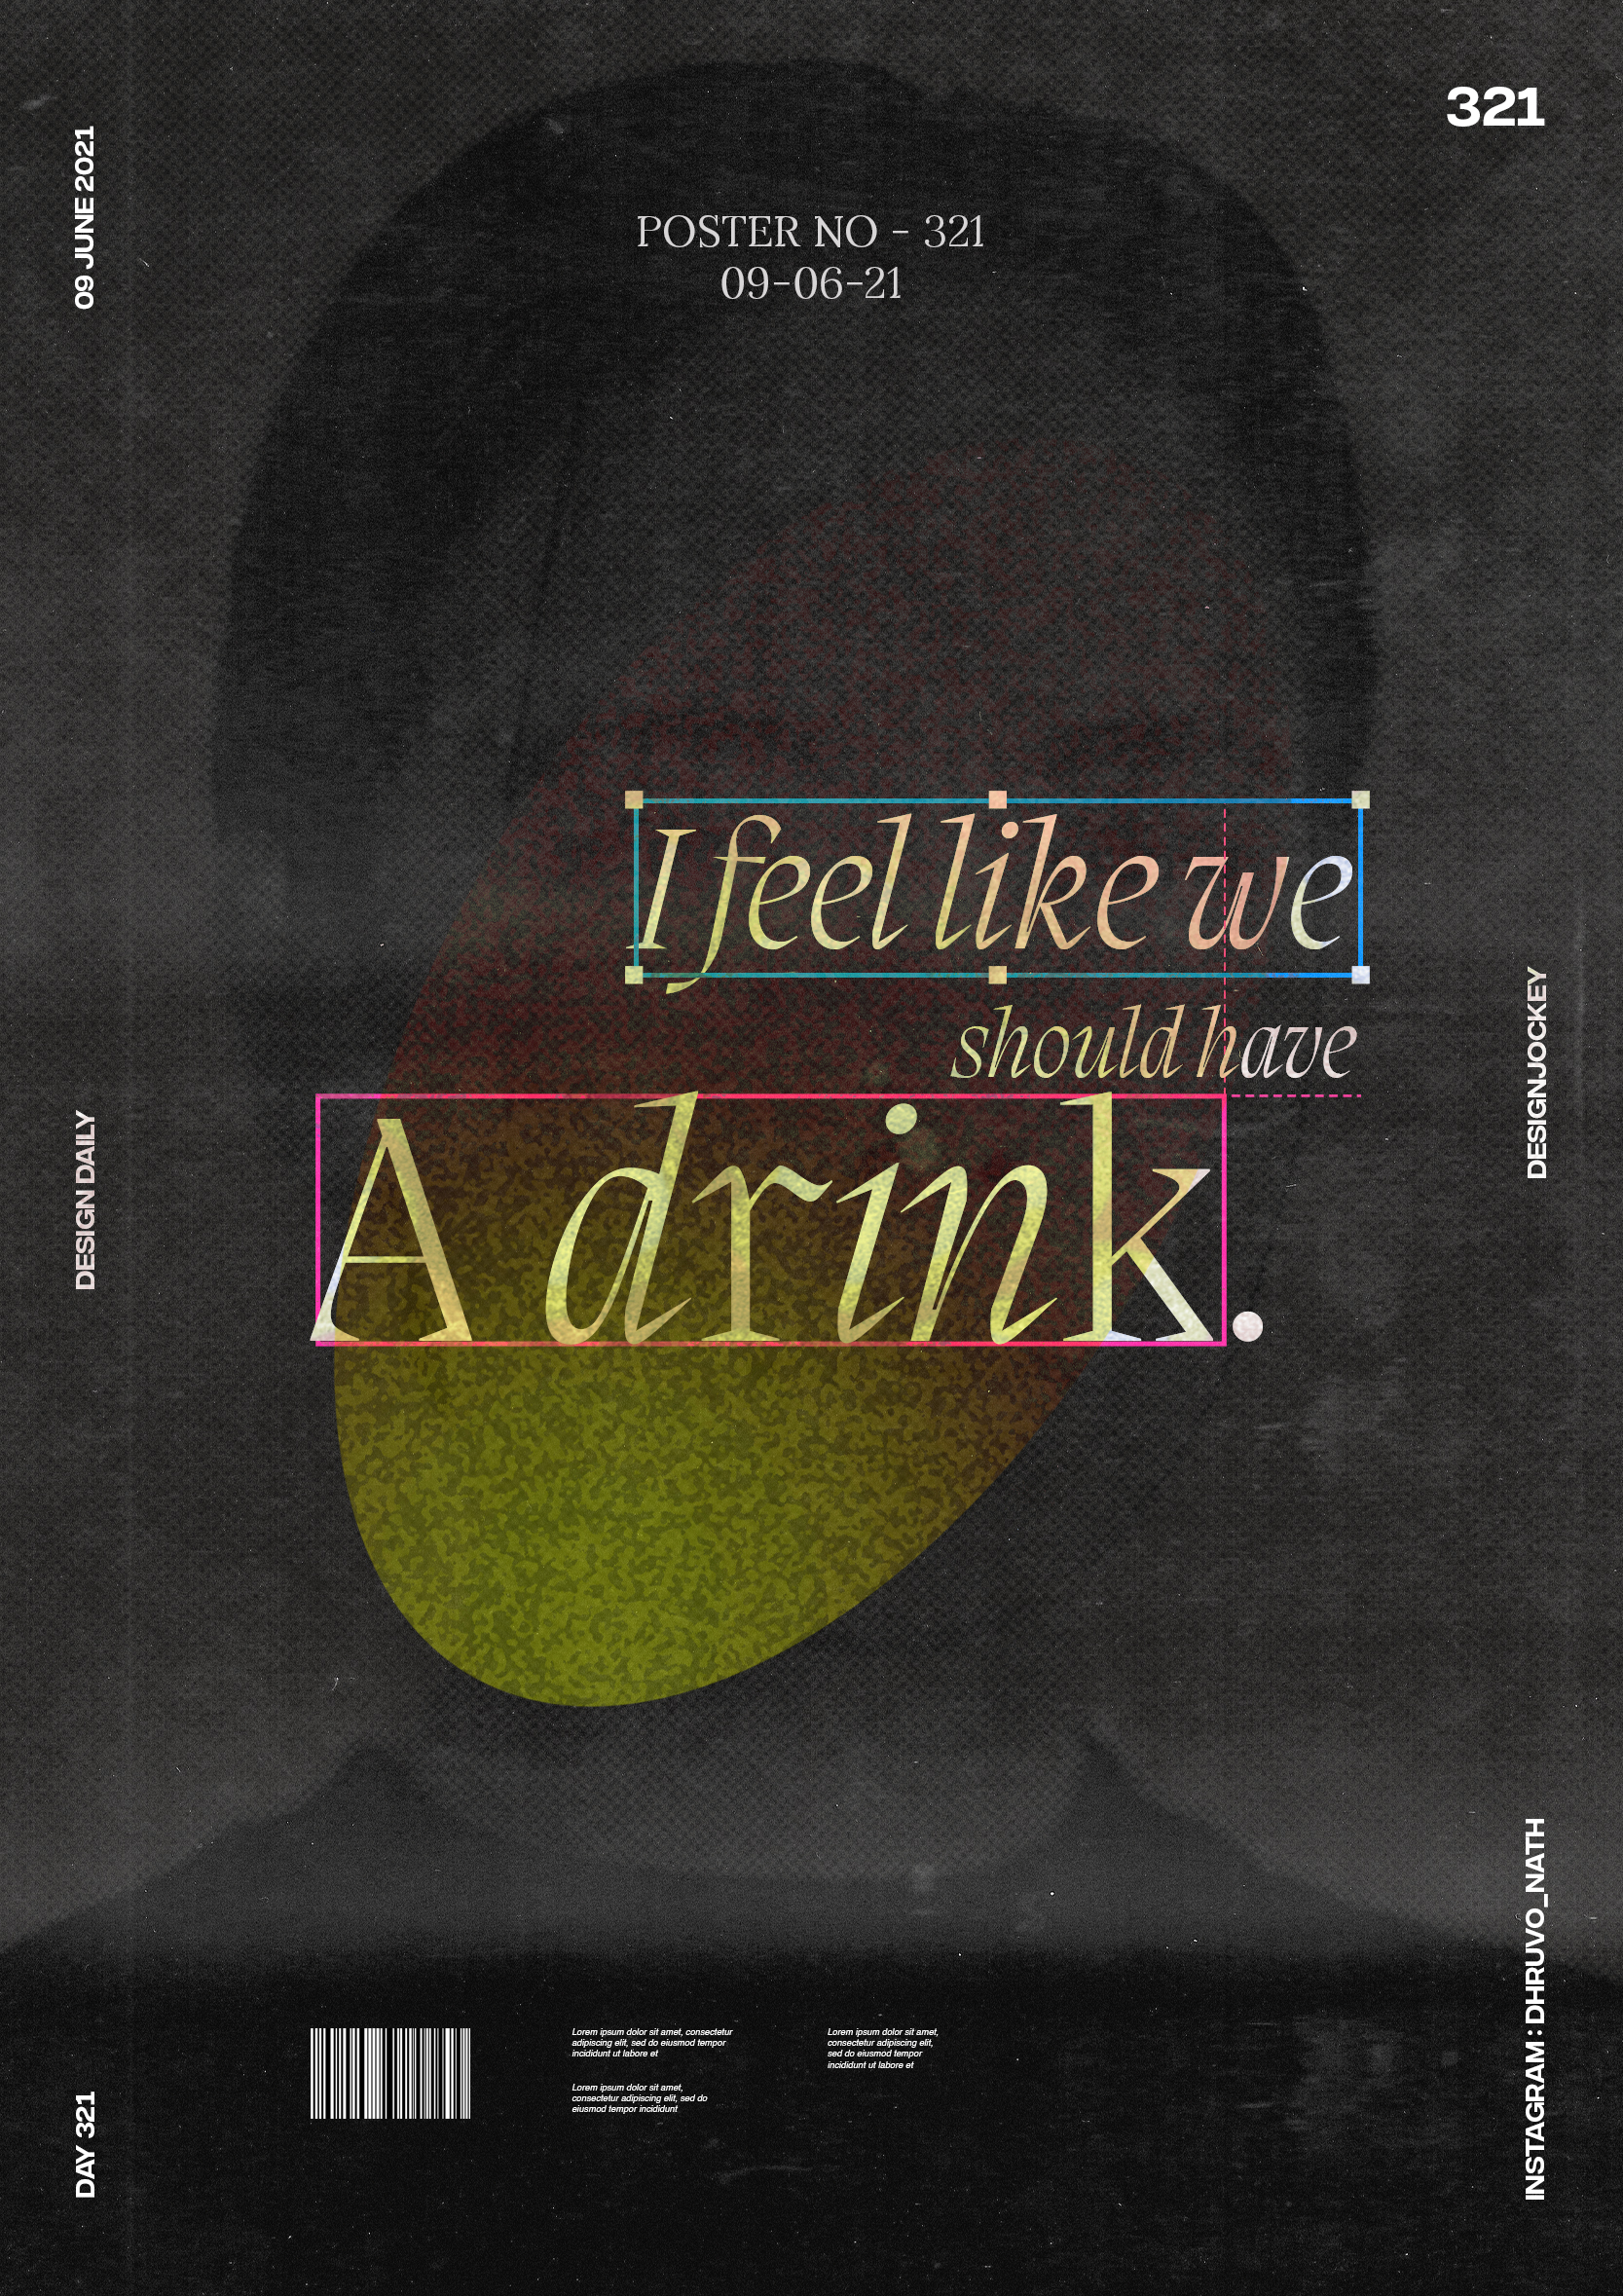 321
09 JUNE 2021
POSTER NO - 321
09-06-21
I feel like we
should have
A drink.
DESIGNJOCKEY
DESIGN DAILY
INSTAGRAM : DHRUVO_NATH
DAY 321
Lorem ipsum dolor sit amet, consectetur
adipiscing elit, sed do eiusmod tempor
incididunt ut labore et
Lorem ipsum dolor sit amet,
consectetur adipiscing elit, sed do
eiusmod tempor incididunt
Lorem ipsum dolor sit amet,
consectetur adipiscing elit,
sed do eiusmod tempor
incididunt ut labore et